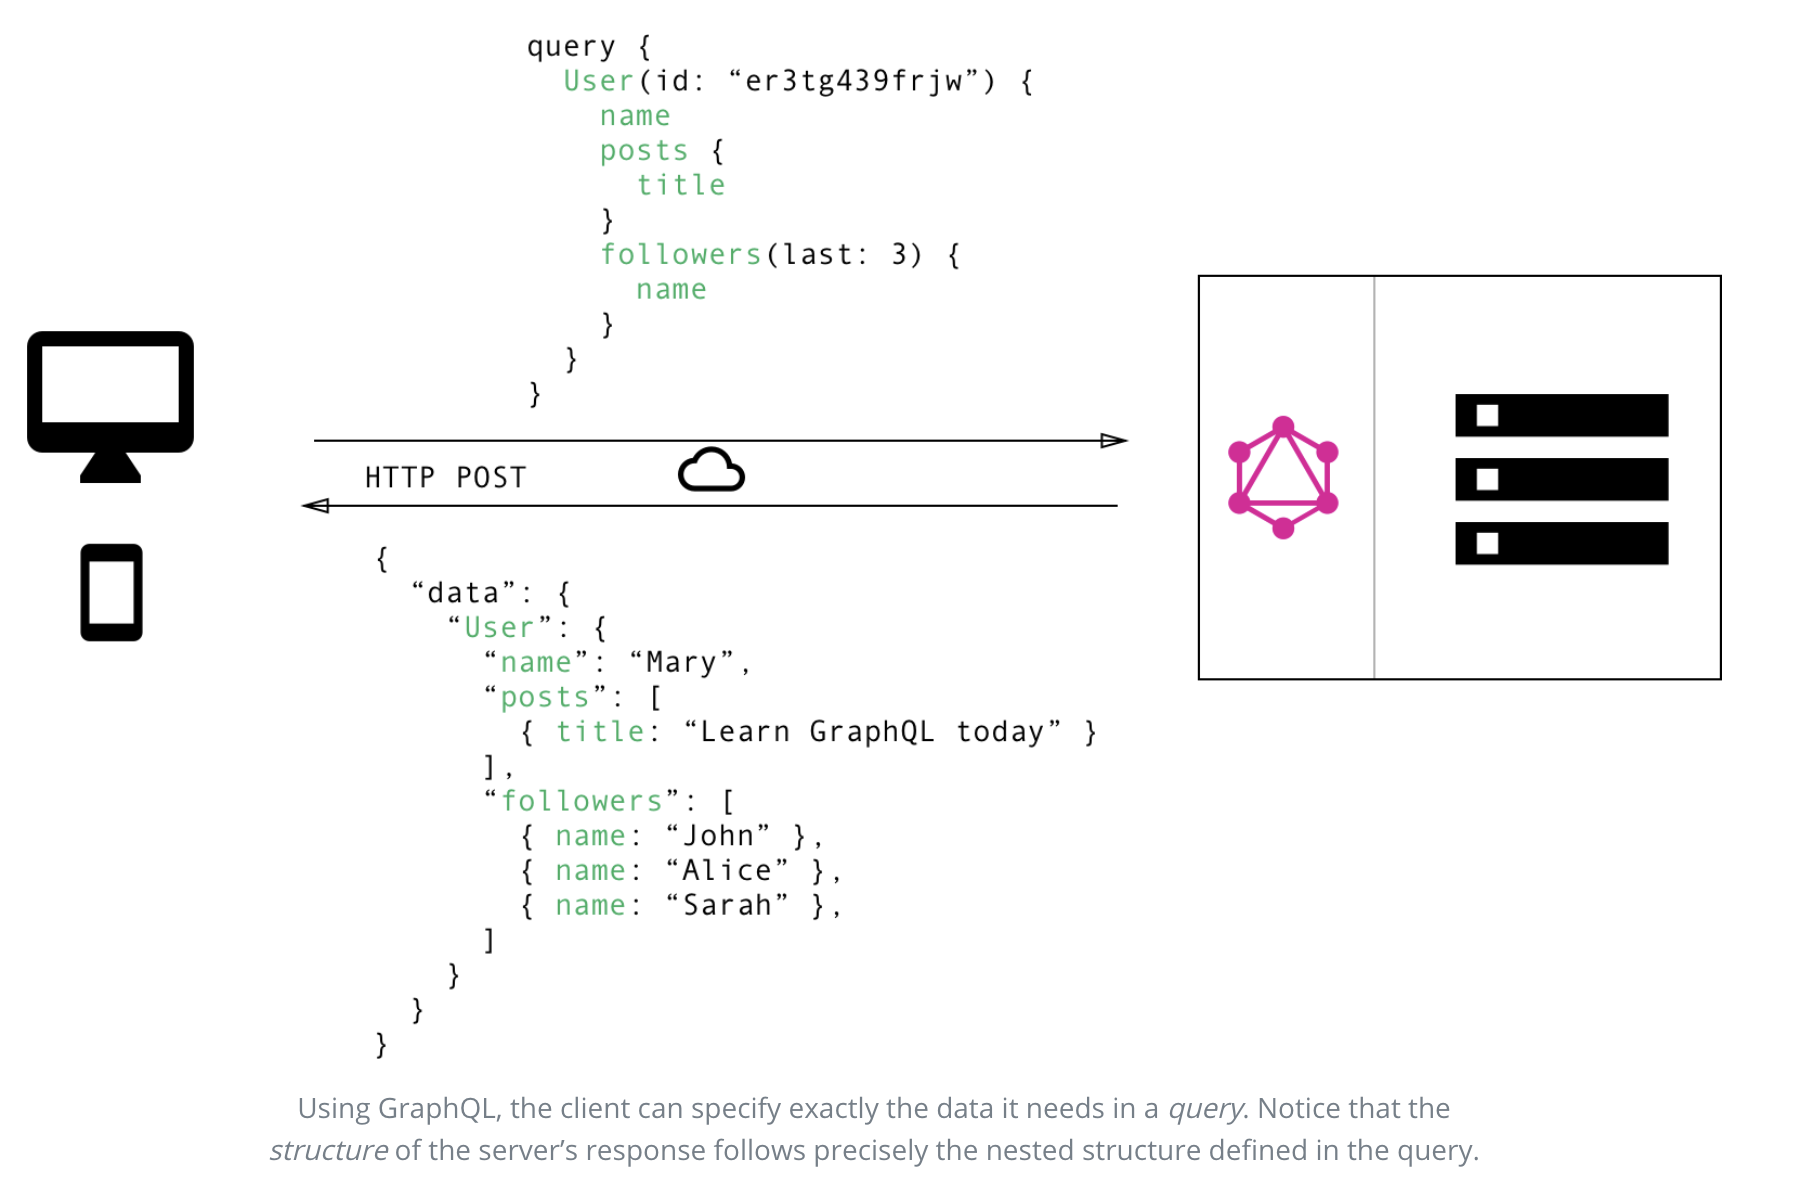 query {
  User(id: “er3tg439frjw”) {
    name
    posts {
      title
    }
    followers(last: 3) {
      name
    }
  }
}
HTTP POST
{
  “data”: {
    “User”: {
      “name”: “Mary”,
      “posts”: [
        { title: “Learn GraphQL today” }
      ],
      “followers”: [
        { name: “John” },
        { name: “Alice” },
        { name: “Sarah” },
      ]
    }
  }
}
Using GraphQL, the client can specify exactly the data it needs in a query. Notice that the
structure of the server’s response follows precisely the nested structure defined in the query.